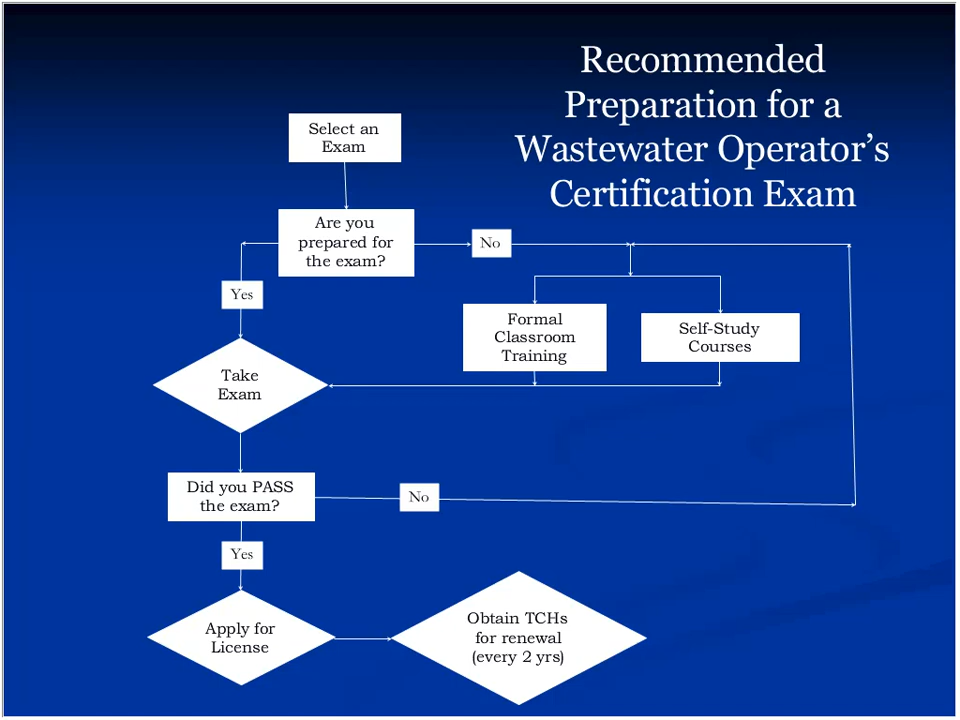 Recommended
Preparation for a
Wastewater Operator’s
Certification Exam
Select an
Exam
Are you
prepared for
the exam?
No
Yes
Formal
Classroom
Training
Self-Study
Courses
Take
Exam
Did you PASS
the exam?
No
Yes
Apply for
License
Obtain TCHs
for renewal
(every 2 yrs)